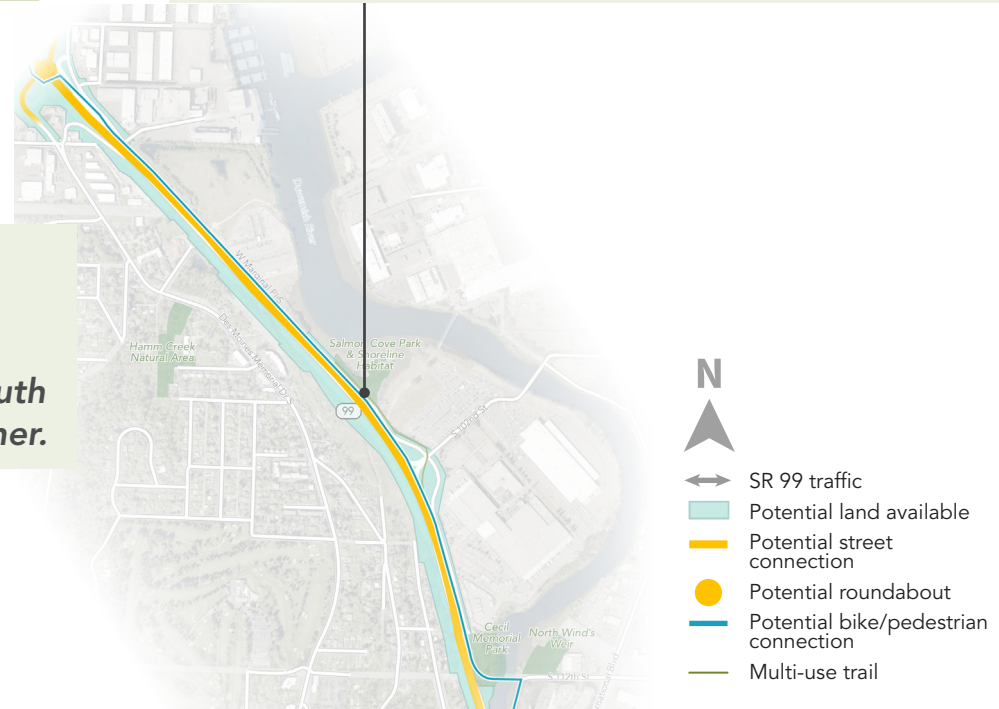 Duwamish River
W Marginal Pl S
Des Moines Memorial Dr S
Hamm Creek
Natural Area
Salmon Cove Park
& Shoreline
Habitat
uth
ner.
99
S 102nd St
Cecil
Memorial
Park
North Wind's
Weir
S 112th St
N
SR 99 traffic
Potential land available
Potential street
connection
Potential roundabout
Potential bike/pedestrian
connection
Multi-use trail